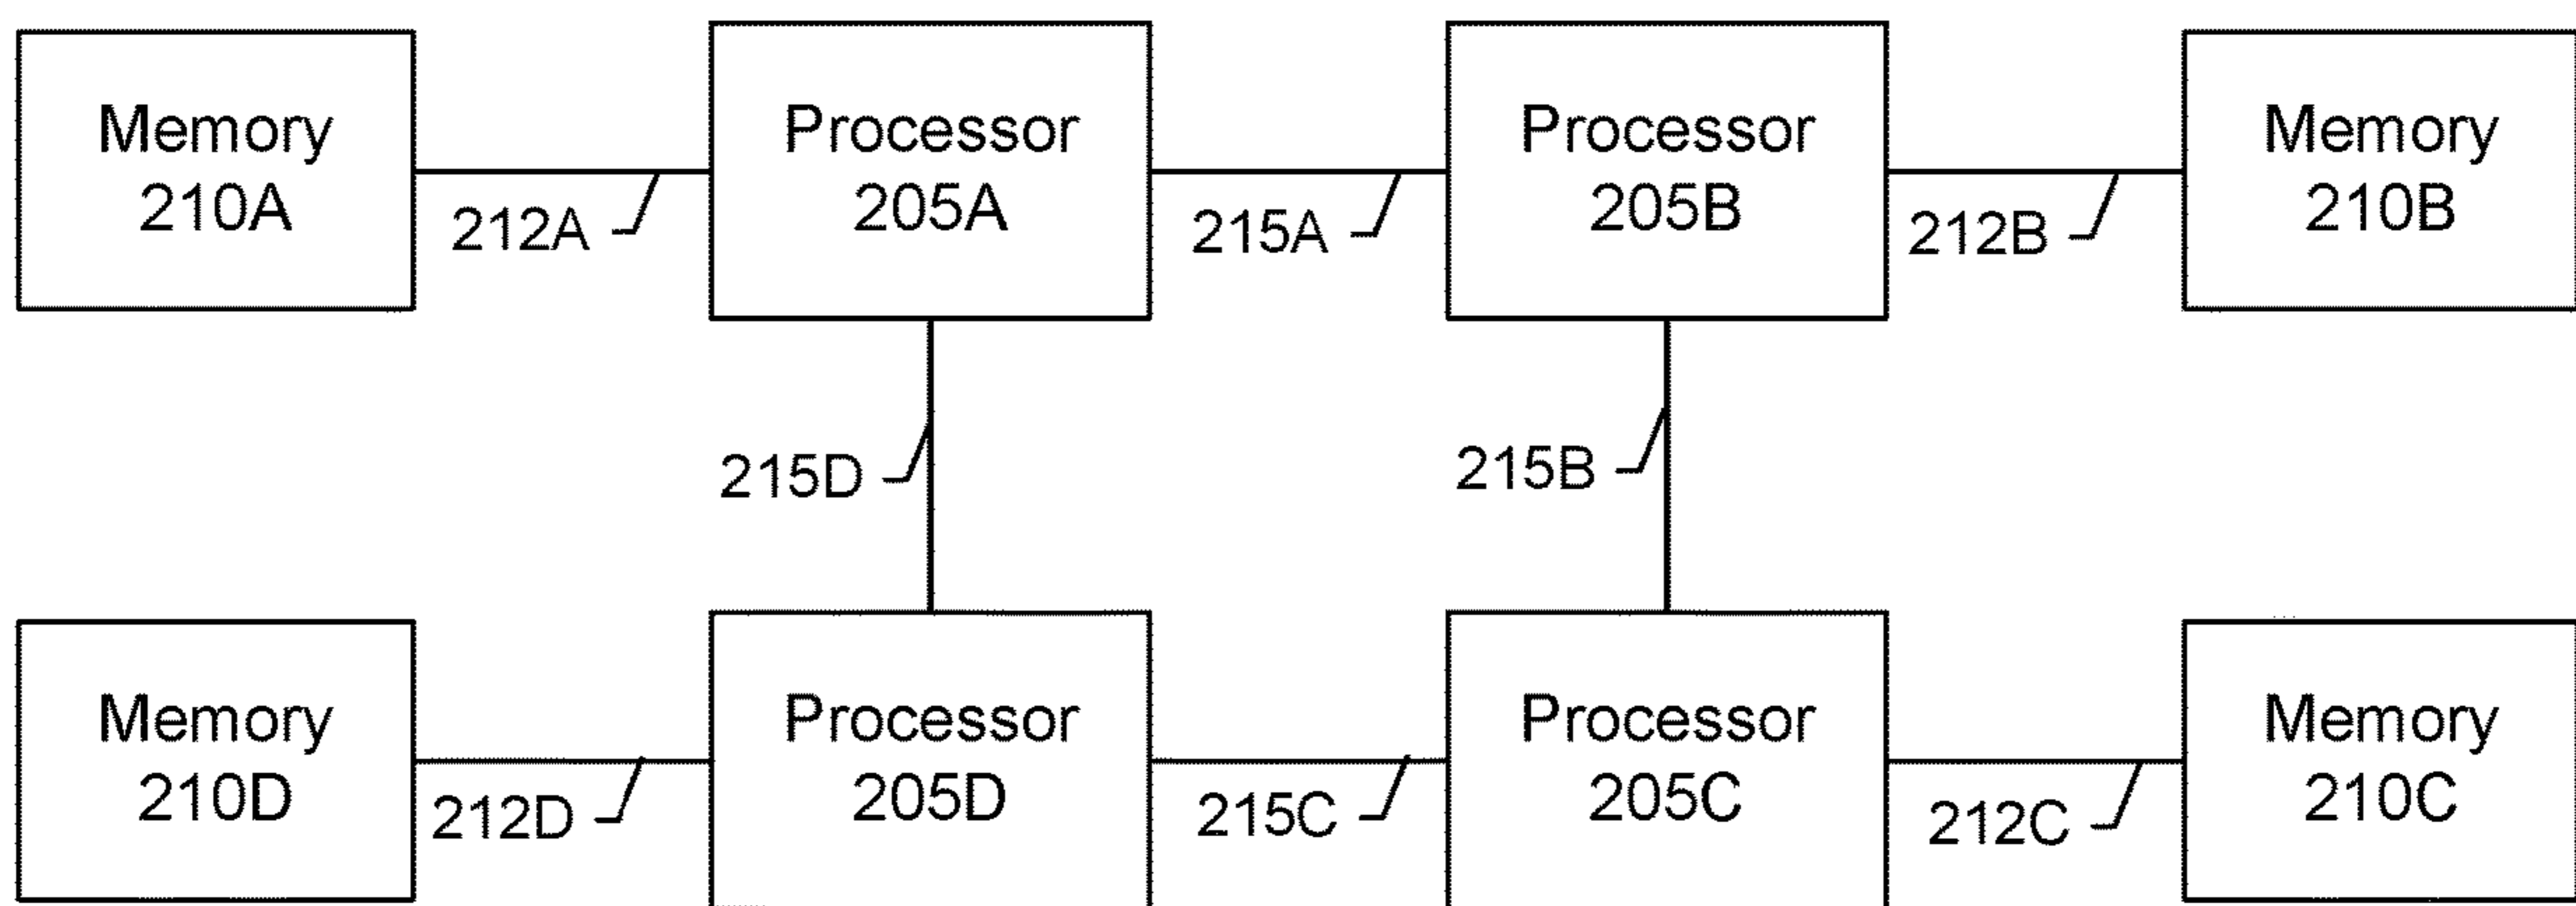 Memory
210A
212A
Processor
205A
215A
Processor
205B
212B
Memory
210B
215D
215B
Memory
210D
212D
Processor
205D
215C
Processor
205C
212C
Memory
210C